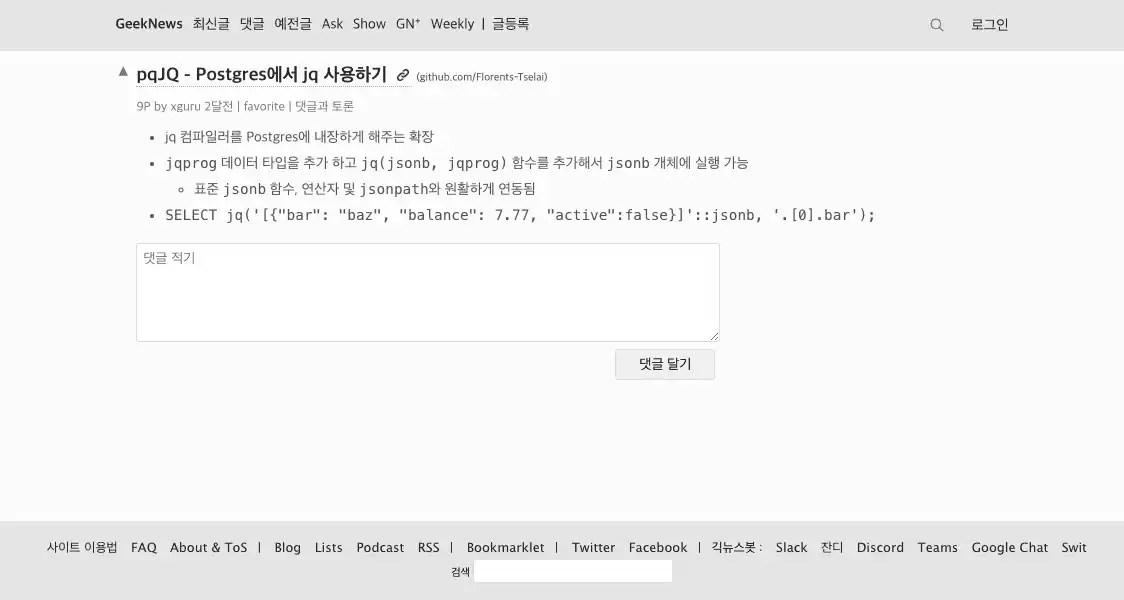 GeekNews 최신글 댓글 예전글 Ask Show GN⁺ Weekly | 글등록 로그인
▲ pqJQ - Postgres에서 jq 사용하기 (github.com/Florents-Tselai)
9P by xguru 2달전 | favorite | 댓글과 토론
• jq 컴파일러를 Postgres에 내장하게 해주는 확장
• jqprog 데이터 타입을 추가 하고 jq(jsonb, jqprog) 함수를 추가해서 jsonb 개체에 실행 가능
◦ 표준 jsonb 함수, 연산자 및 jsonpath와 원활하게 연동됨
• SELECT jq('[{"bar": "baz", "balance": 7.77, "active":false}]'::jsonb, '.[0].bar');
댓글 적기
댓글 달기
사이트 이용법 FAQ About & ToS | Blog Lists Podcast RSS | Bookmarklet | Twitter Facebook | 긱뉴스봇 : Slack 잔디 Discord Teams Google Chat Swit
검색